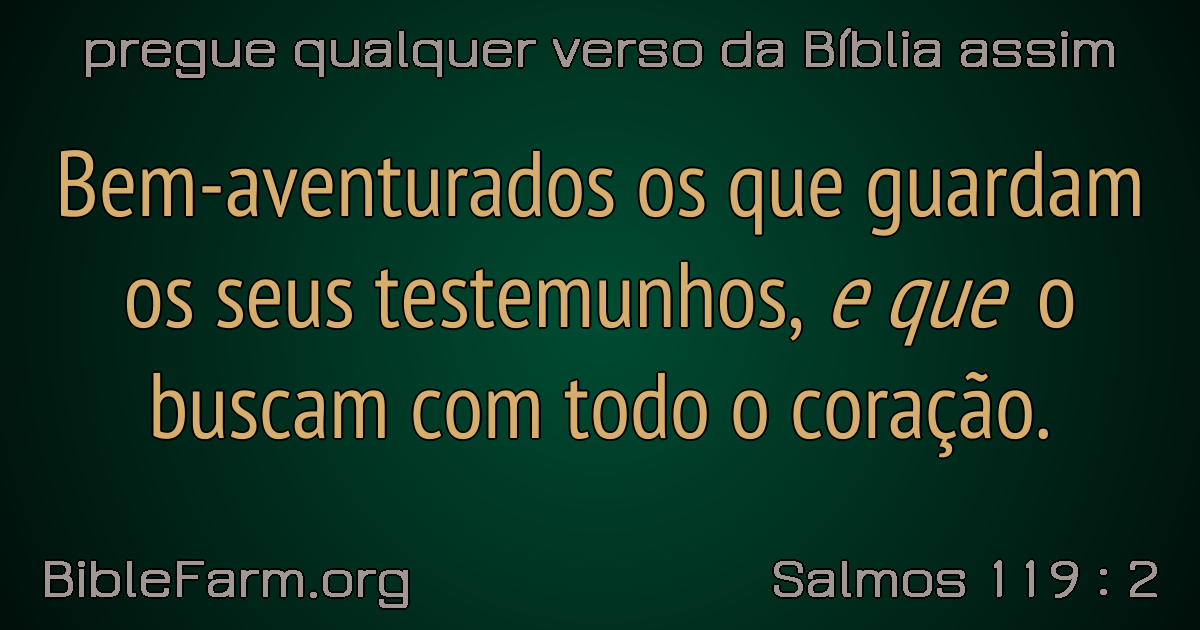 pregue qualquer verso da Bíblia assim
Bem-aventurados os que guardam
os seus testemunhos, e que o
buscam com todo o coração.
BibleFarm.org
Salmos 119 : 2